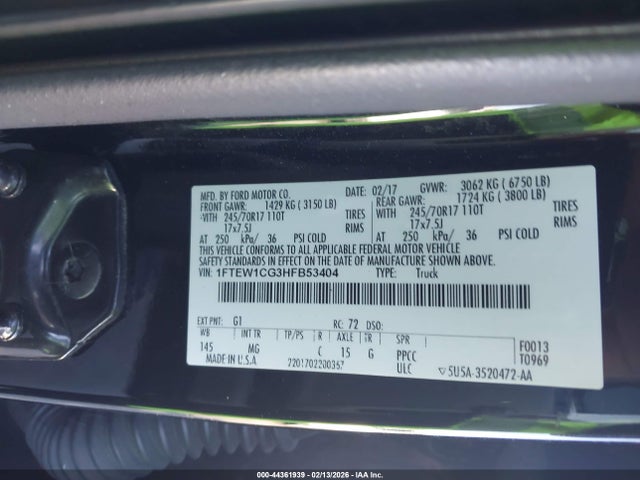 MFD. BY FORD MOTOR CO. DATE: 02/17 GVWR: 3062 KG ( 6750 LB)
FRONT GAWR: 1429 KG ( 3150 LB) REAR GAWR: 1724 KG ( 3800 LB)
-VITH 245/70R17 110T TIRES WITH 245/70R17 110T TIRES
17x7.5J RIMS 17x7.5J RIMS
AT 250 kPa/ 36 PSI COLD AT 250 kPa/ 36 PSI COLD
THIS VEHICLE CONFORMS TO ALL APPLICABLE FEDERAL MOTOR VEHICLE
SAFETY STANDARDS IN EFFECT ON THE DATE OF MANUFACTURE SHOWN ABOVE.
VIN: 1FTEW1CG3HFB53404 TYPE: Truck
EXT PNT: G1 RC: 72 DSO:
WB INT TR TP/PS R AXLE TR SPR F0013
145 MG C 15 G PPCC T0969
MADE IN U.S.A 2201702200357 ULC 5U5A-3520472-AA
000-44361939 - 02/13/2026 - IAA Inc.